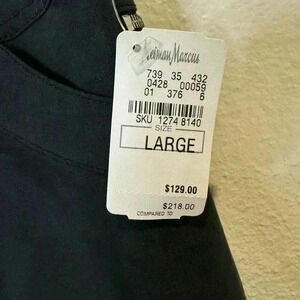 Neiman Marcus
739 35 432
0428 00059
01 376 6
SKU 1274 8140
SIZE
LARGE
$129.00
$218.00
COMPARED TO